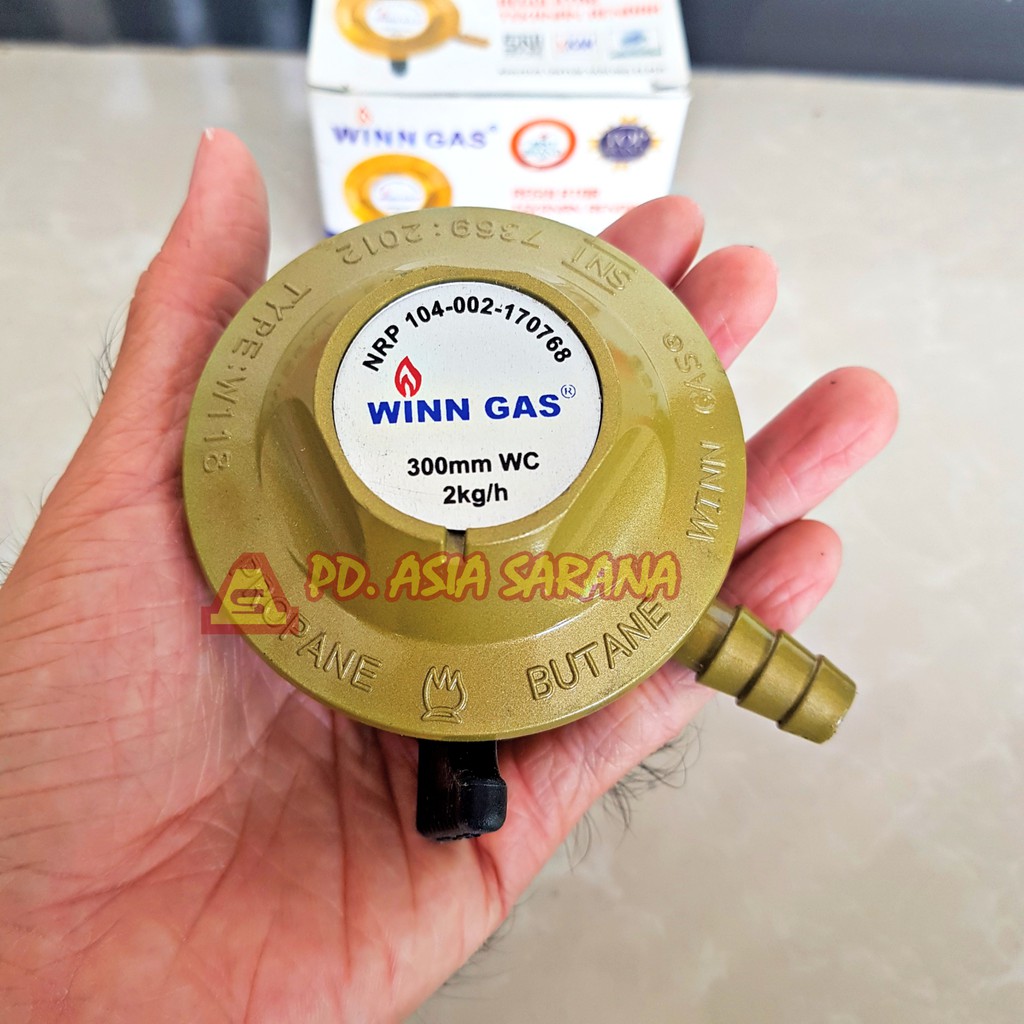 WINN GAS®
TOP
SNI 7369:2012
TYPE:W118
WINN GAS®
NRP 104-002-170768
WINN GAS®
300mm WC
2kg/h
PD. ASIA SARANA
PROPANE
BUTANE